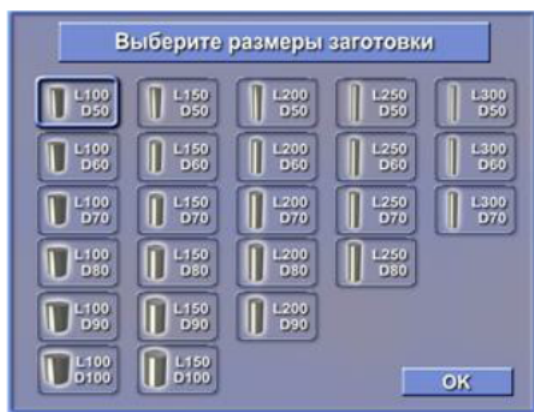 Выберите размеры заготовки
L100 D50
L150 D50
L200 D50
L250 D50
L300 D50
L100 D60
L150 D60
L200 D60
L250 D60
L300 D60
L100 D70
L150 D70
L200 D70
L250 D70
L300 D70
L100 D80
L150 D80
L200 D80
L250 D80
L100 D90
L150 D90
L200 D90
L100 D100
L150 D100
OK